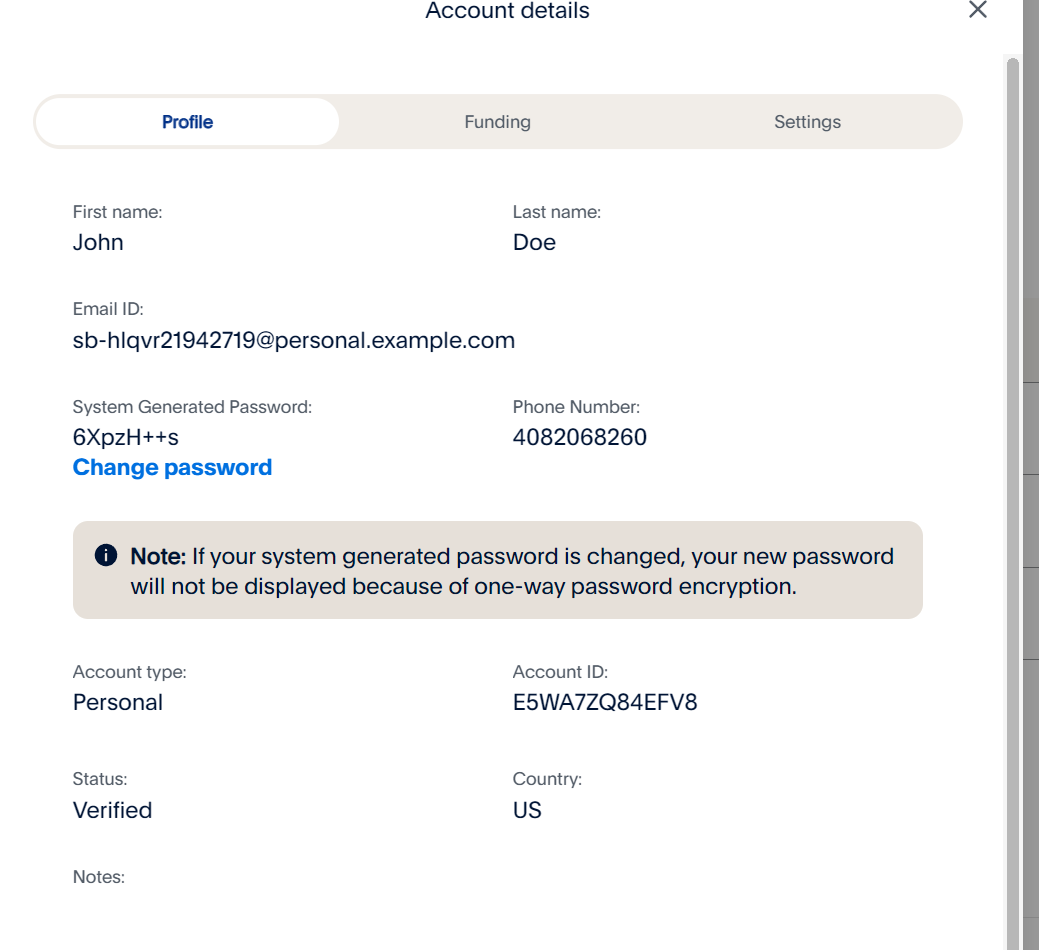 Account details
Profile
Funding
Settings
First name:
Last name:
John
Doe
Email ID:
sb-hlqvr21942719@personal.example.com
System Generated Password:
Phone Number:
6XpzH++s
4082068260
Change password
Note: If your system generated password is changed, your new password
will not be displayed because of one-way password encryption.
Account type:
Account ID:
Personal
E5WA7ZQ84EFV8
Status:
Country:
Verified
US
Notes: